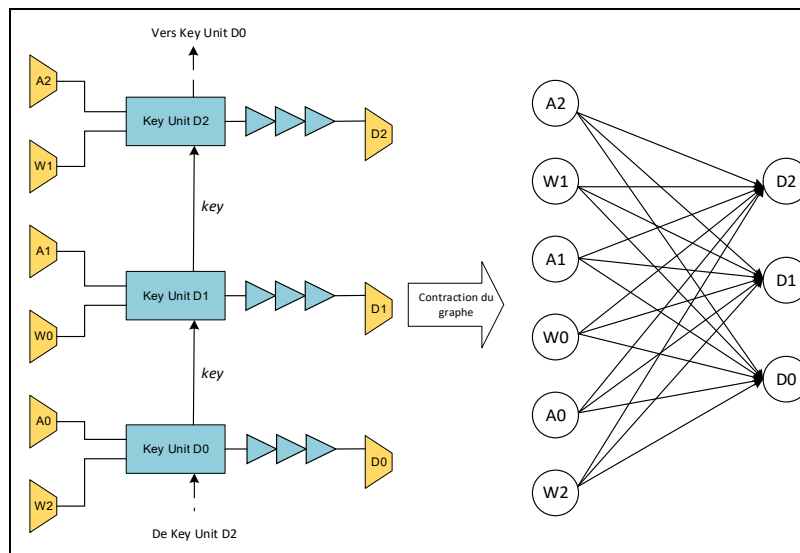 Vers Key Unit D0
A2
Key Unit D2
D2
W1
key
A1
Key Unit D1
D1
W0
key
A0
Key Unit D0
D0
W2
De Key Unit D2
Contraction du
graphe
A2
W1
A1
W0
A0
W2
D2
D1
D0